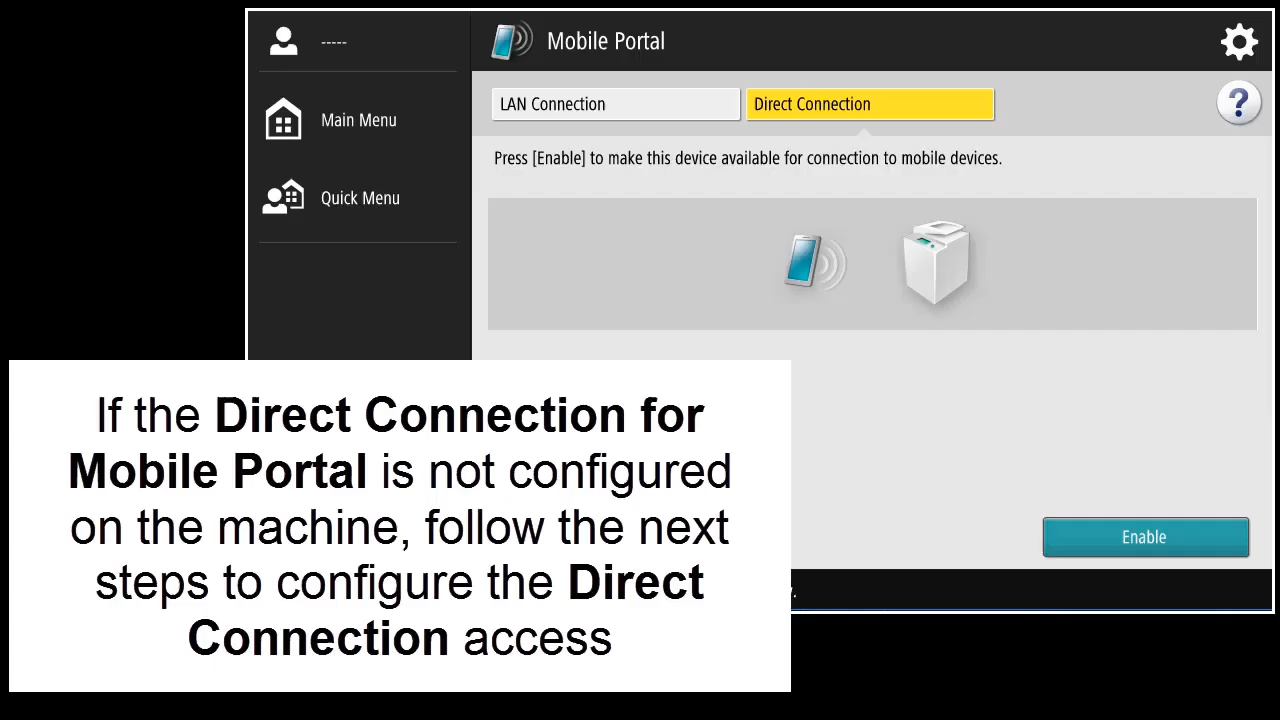 -----
Mobile Portal
Main Menu
Quick Menu
LAN Connection
Direct Connection
?
Press [Enable] to make this device available for connection to mobile devices.
Enable
If the Direct Connection for
Mobile Portal is not configured
on the machine, follow the next
steps to configure the Direct
Connection access